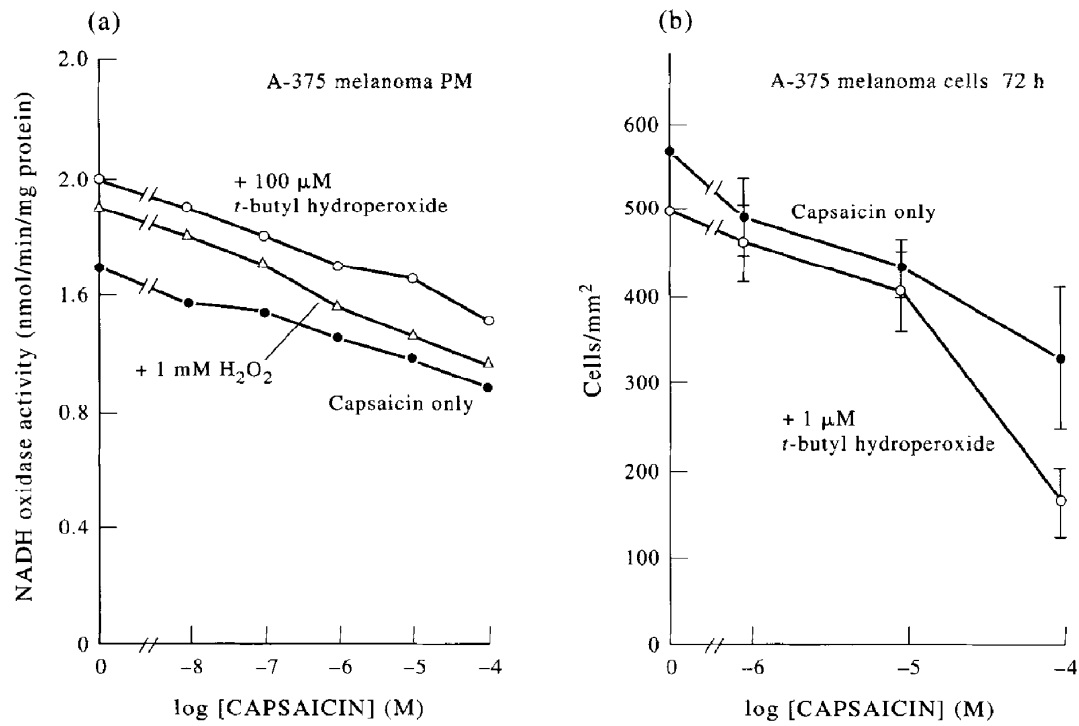 (a)
A-375 melanoma PM
NADH oxidase activity (nmol/min/mg protein)
2.0
2.0
1.6
0.8
0.4
0
+ 100 μM
t-butyl hydroperoxide
+ 1 mM H₂O₂
Capsaicin only
0 −8 −7 −6 −5 −4
log [CAPSAICIN] (M)
(b)
A-375 melanoma cells 72 h
Cells/mm²
600
500
400
300
200
100
0
Capsaicin only
+ 1 μM
t-butyl hydroperoxide
0 −6 −5 −4
log [CAPSAICIN] (M)